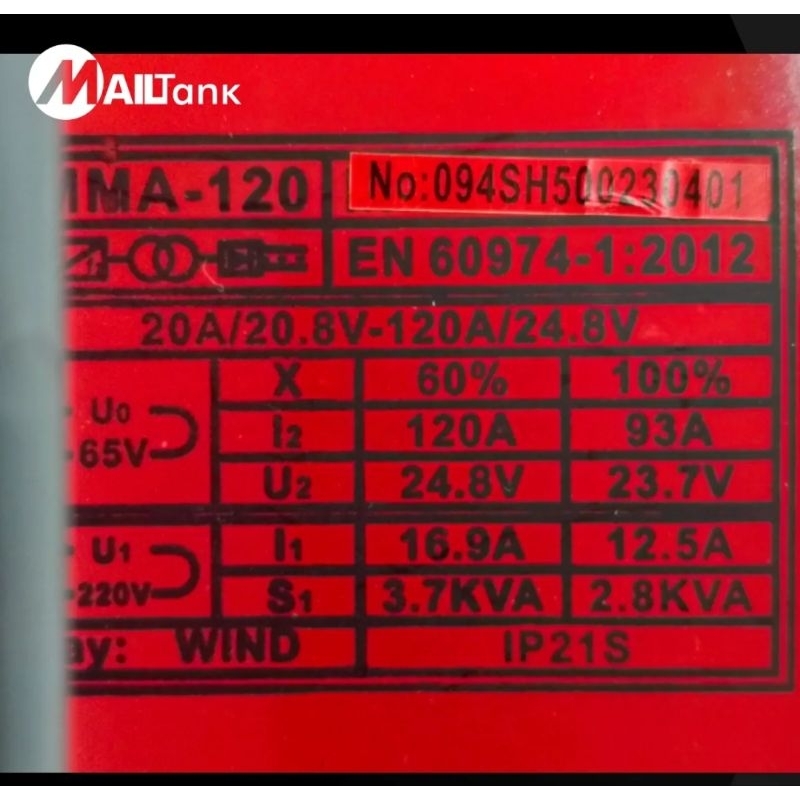 MAILTank
MMA-120 No:094SH500230401
EN 60974-1:2012
20A/20.8V-120A/24.8V
X 60% 100%
U₀ I₂ 120A 93A
65V U₂ 24.8V 23.7V
U₁ I₁ 16.9A 12.5A
220V S₁ 3.7KVA 2.8KVA
ay: WIND IP21S